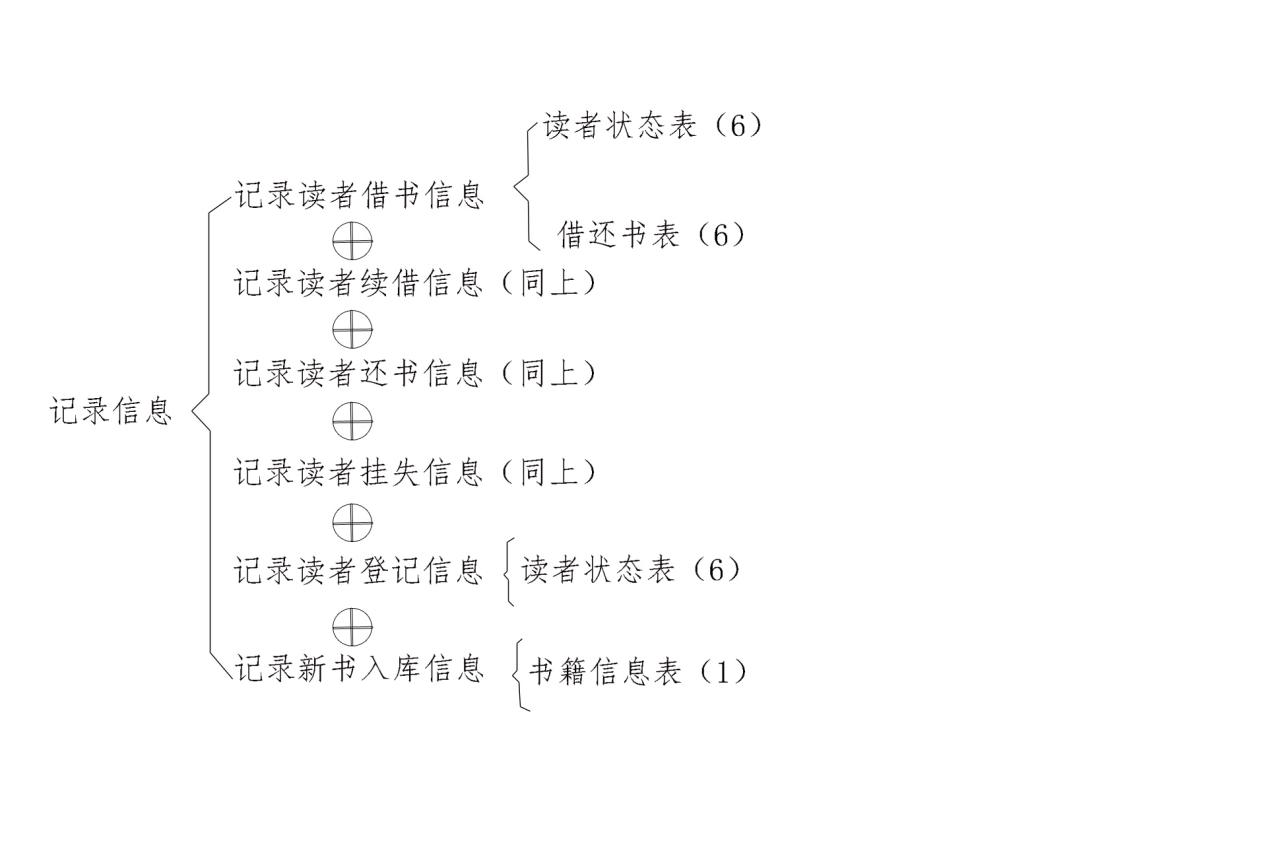 读者状态表（6）
记录读者借书信息
借还书表（6）
记录读者续借信息（同上）
记录读者还书信息（同上）
记录信息
记录读者挂失信息（同上）
记录读者登记信息 读者状态表（6）
记录新书入库信息 书籍信息表（1）